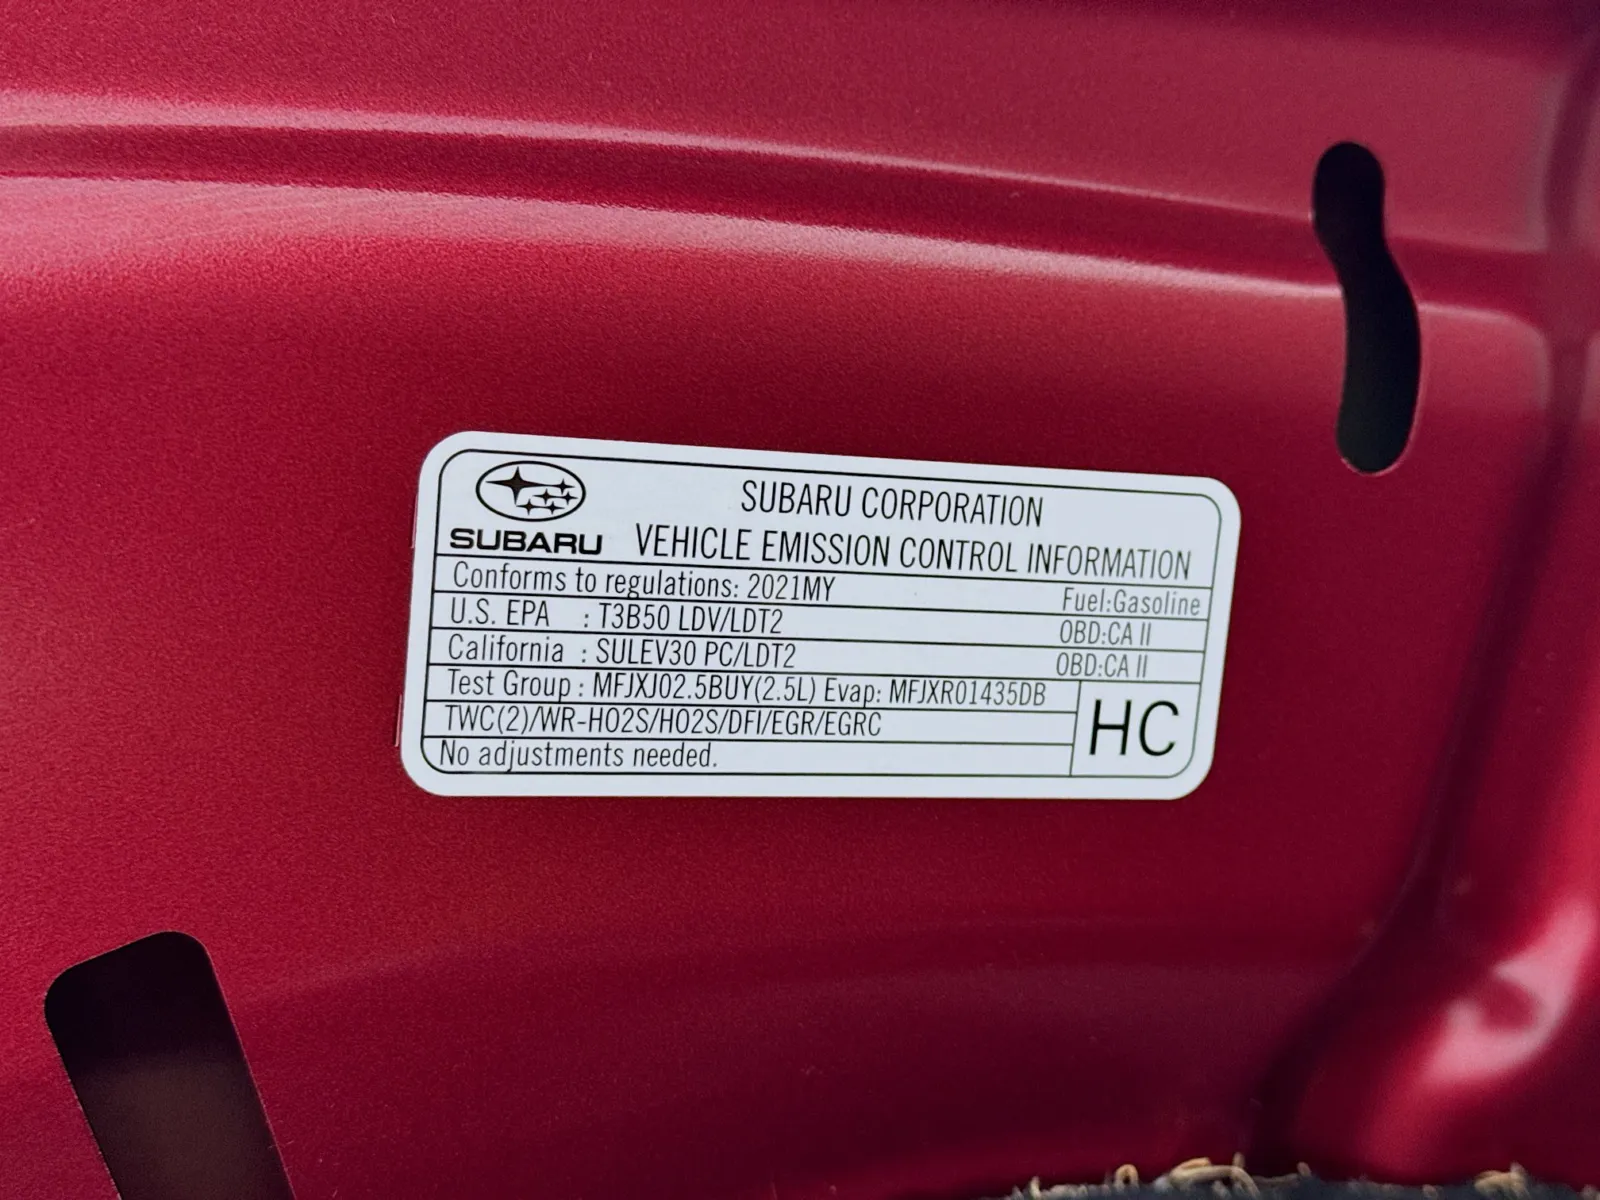 SUBARU CORPORATION
SUBARU VEHICLE EMISSION CONTROL INFORMATION
Conforms to regulations: 2021MY Fuel:Gasoline
U.S. EPA : T3B50 LDV/LDT2 OBD:CA II
California : SULEV30 PC/LDT2 OBD:CA II
Test Group : MFJXJ02.5BUY(2.5L) Evap: MFJXR01435DB
TWC(2)/WR-HO2S/HO2S/DFI/EGR/EGRC
HC
No adjustments needed.